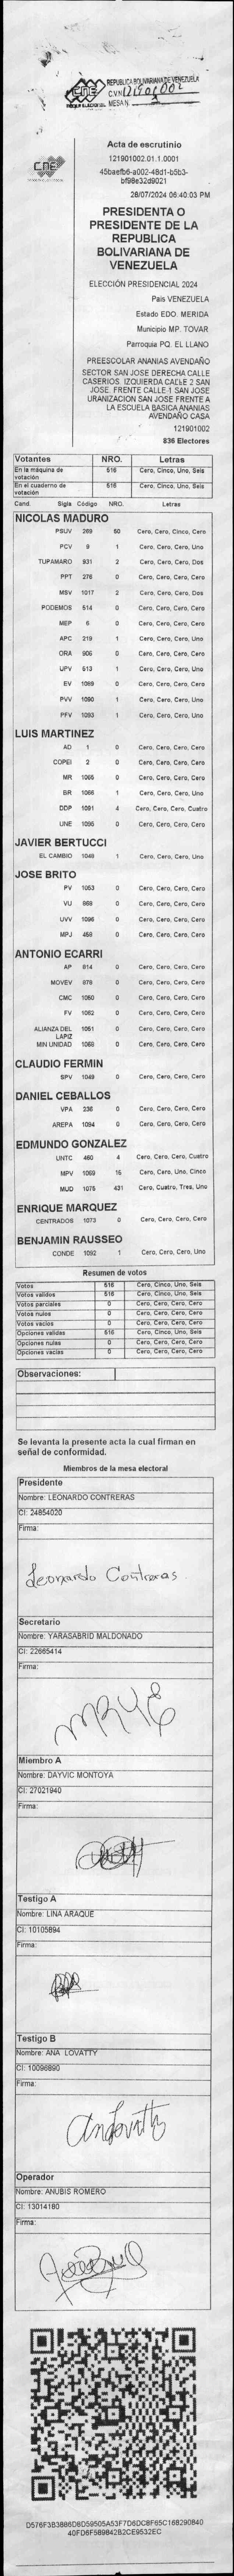 CNE
REPÚBLICA BOLIVARIANA DE VENEZUELA
C.V.Nº 121901002
MESA N.
CNE
Acta de escrutinio
121901002.01.1.0001
45baefb6-a002-48d1-b5b3-
bf98e32d9021
28/07/2024 06:40:03 PM
PRESIDENTA O
PRESIDENTE DE LA
REPUBLICA
BOLIVARIANA DE
VENEZUELA
ELECCIÓN PRESIDENCIAL 2024
Pais VENEZUELA
Estado EDO. MERIDA
Municipio MP. TOVAR
Parroquia PQ. EL LLANO
PREESCOLAR ANANIAS AVENDAÑO
SECTOR SAN JOSE DERECHA CALLE
CASERIOS. IZQUIERDA CALLE 2 SAN
JOSE. FRENTE CALLE 1 SAN JOSE
URANIZACION SAN JOSE FRENTE A
LA ESCUELA BASICA ANANIAS
AVENDAÑO CASA
121901002
836 Electores
Votantes NRO. Letras
En la máquina de votación 516 Cero, Cinco, Uno, Seis
En el cuaderno de votación 516 Cero, Cinco, Uno, Seis
Cand. Sigla Código NRO. Letras
NICOLAS MADURO
PSUV 269 50 Cero, Cero, Cinco, Cero
PCV 9 1 Cero, Cero, Cero, Uno
TUPAMARO 931 2 Cero, Cero, Cero, Dos
PPT 276 0 Cero, Cero, Cero, Cero
MSV 1017 2 Cero, Cero, Cero, Dos
PODEMOS 514 0 Cero, Cero, Cero, Cero
MEP 6 0 Cero, Cero, Cero, Cero
APC 219 1 Cero, Cero, Cero, Uno
ORA 906 0 Cero, Cero, Cero, Cero
UPV 513 1 Cero, Cero, Cero, Uno
EV 1089 0 Cero, Cero, Cero, Cero
PVV 1090 1 Cero, Cero, Cero, Uno
PFV 1093 1 Cero, Cero, Cero, Uno
LUIS MARTINEZ
AD 1 0 Cero, Cero, Cero, Cero
COPEI 2 0 Cero, Cero, Cero, Cero
MR 1065 0 Cero, Cero, Cero, Cero
BR 1066 1 Cero, Cero, Cero, Uno
DDP 1091 4 Cero, Cero, Cero, Cuatro
UNE 1095 0 Cero, Cero, Cero, Cero
JAVIER BERTUCCI
EL CAMBIO 1048 1 Cero, Cero, Cero, Uno
JOSE BRITO
PV 1053 0 Cero, Cero, Cero, Cero
VU 868 0 Cero, Cero, Cero, Cero
UVV 1096 0 Cero, Cero, Cero, Cero
MPJ 458 0 Cero, Cero, Cero, Cero
ANTONIO ECARRI
AP 814 0 Cero, Cero, Cero, Cero
MOVEV 879 0 Cero, Cero, Cero, Cero
CMC 1050 0 Cero, Cero, Cero, Cero
FV 1062 0 Cero, Cero, Cero, Cero
ALIANZA DEL LAPIZ 1051 0 Cero, Cero, Cero, Cero
MIN UNIDAD 1069 0 Cero, Cero, Cero, Cero
CLAUDIO FERMIN
SPV 1049 0 Cero, Cero, Cero, Cero
DANIEL CEBALLOS
VPA 236 0 Cero, Cero, Cero, Cero
AREPA 1094 0 Cero, Cero, Cero, Cero
EDMUNDO GONZALEZ
UNTC 460 4 Cero, Cero, Cero, Cuatro
MPV 1059 15 Cero, Cero, Uno, Cinco
MUD 1075 431 Cero, Cuatro, Tres, Uno
ENRIQUE MARQUEZ
CENTRADOS 1073 0 Cero, Cero, Cero, Cero
BENJAMIN RAUSSEO
CONDE 1092 1 Cero, Cero, Cero, Uno
Resumen de votos
Votos 516 Cero, Cinco, Uno, Seis
Votos validos 516 Cero, Cinco, Uno, Seis
Votos parciales 0 Cero, Cero, Cero, Cero
Votos nulos 0 Cero, Cero, Cero, Cero
Votos vacios 0 Cero, Cero, Cero, Cero
Opciones validas 516 Cero, Cinco, Uno, Seis
Opciones nulas 0 Cero, Cero, Cero, Cero
Opciones vacias 0 Cero, Cero, Cero, Cero
Observaciones:
Se levanta la presente acta la cual firman en
señal de conformidad.
Miembros de la mesa electoral
Presidente
Nombre: LEONARDO CONTRERAS
CI: 24854020
Firma:
Leonardo Contreras
Secretario
Nombre: YARASABRID MALDONADO
CI: 22665414
Firma:
Miembro A
Nombre: DAYVIC MONTOYA
CI: 27021940
Firma:
Testigo A
Nombre: LINA ARAQUE
CI: 10105894
Firma:
Testigo B
Nombre: ANA LOVATTY
CI: 10096890
Firma:
Operador
Nombre: ANUBIS ROMERO
CI: 13014180
Firma:
D576F3B3886D8D59505A53F7D6DC8F65C16B290840
40FD6F589842B2CE9532EC